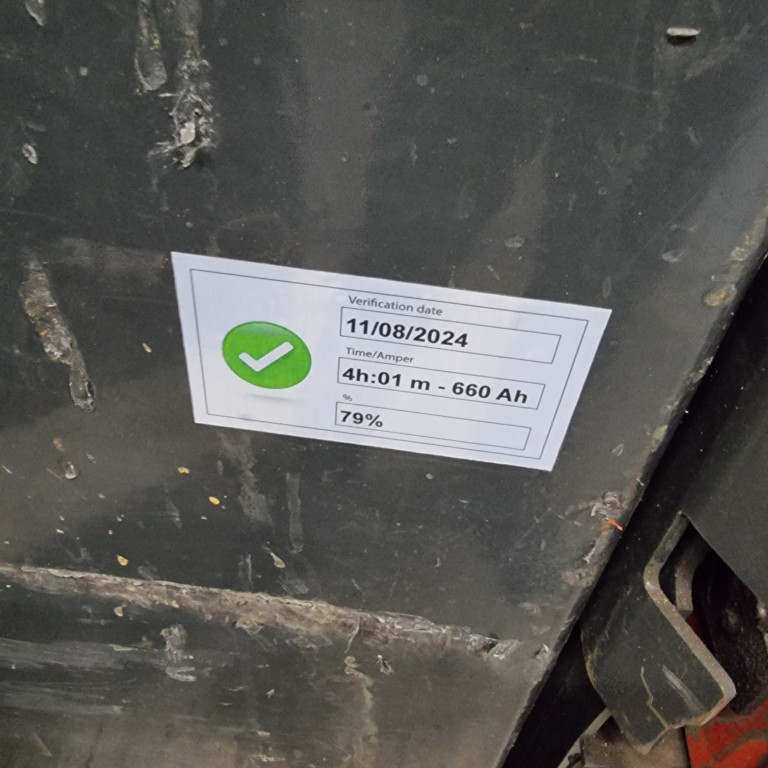 Verification date
11/08/2024
Time/Amper
4h:01 m - 660 Ah
%
79%